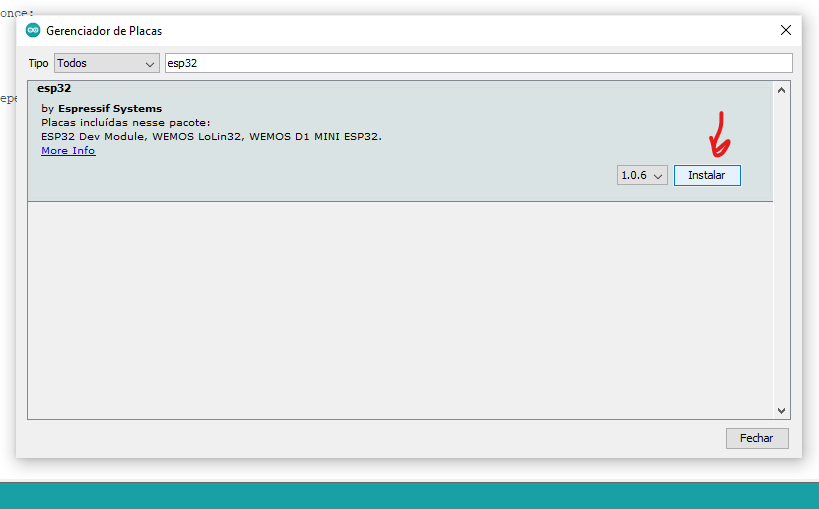 once:
Gerenciador de Placas
Tipo Todos esp32
esp32
by Espressif Systems
Placas incluídas nesse pacote:
ESP32 Dev Module, WEMOS LoLin32, WEMOS D1 MINI ESP32.
More Info
1.0.6 Instalar
Fechar